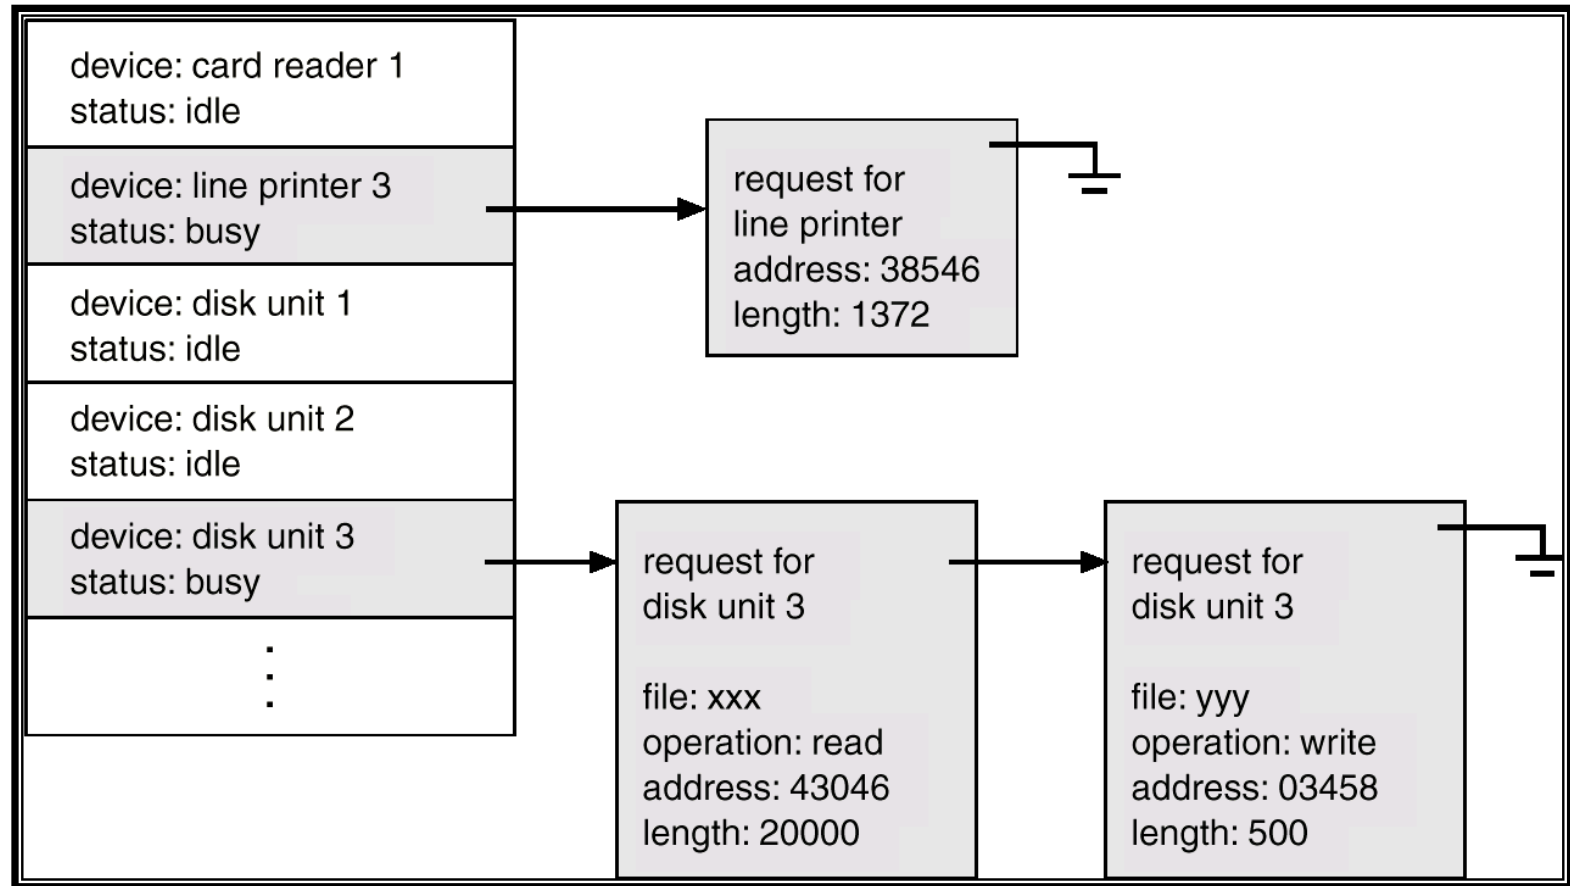 device: card reader 1
status: idle
device: line printer 3
status: busy
device: disk unit 1
status: idle
device: disk unit 2
status: idle
device: disk unit 3
status: busy
request for
line printer
address: 38546
length: 1372
request for
disk unit 3
file: xxx
operation: read
address: 43046
length: 20000
request for
disk unit 3
file: yyy
operation: write
address: 03458
length: 500